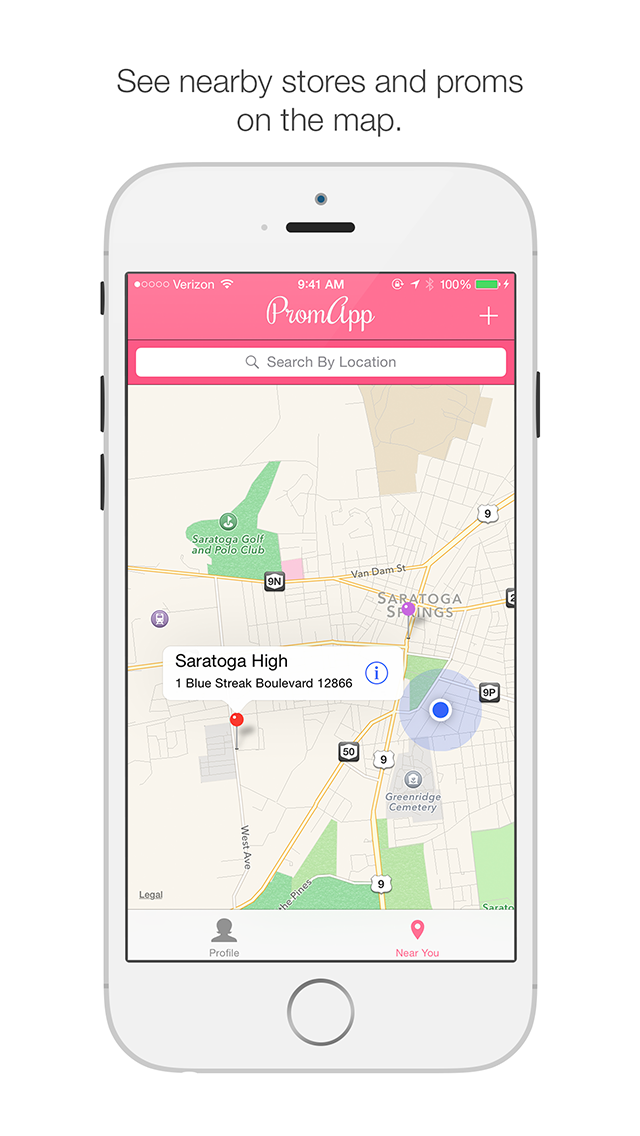 See nearby stores and proms
on the map.
Verizon 9:41 AM 100%
PromApp
Search By Location
9
Saratoga Golf
and Polo Club
9N
Van Dam St
SARATOGA
SPRINGS
2
Saratoga High
1 Blue Streak Boulevard 12866
9P
50
9
Greenridge
Cemetery
West Ave
the Pines
9
Legal
Sarato
Profile
Near You